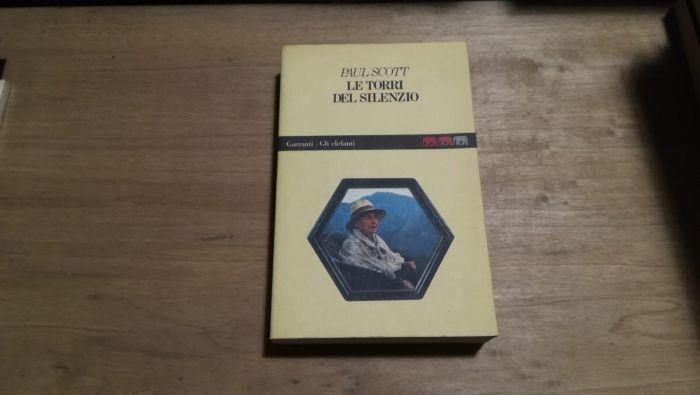 PAUL SCOTT
LE TORRI
DEL SILENZIO
Garzanti - Gli elefanti